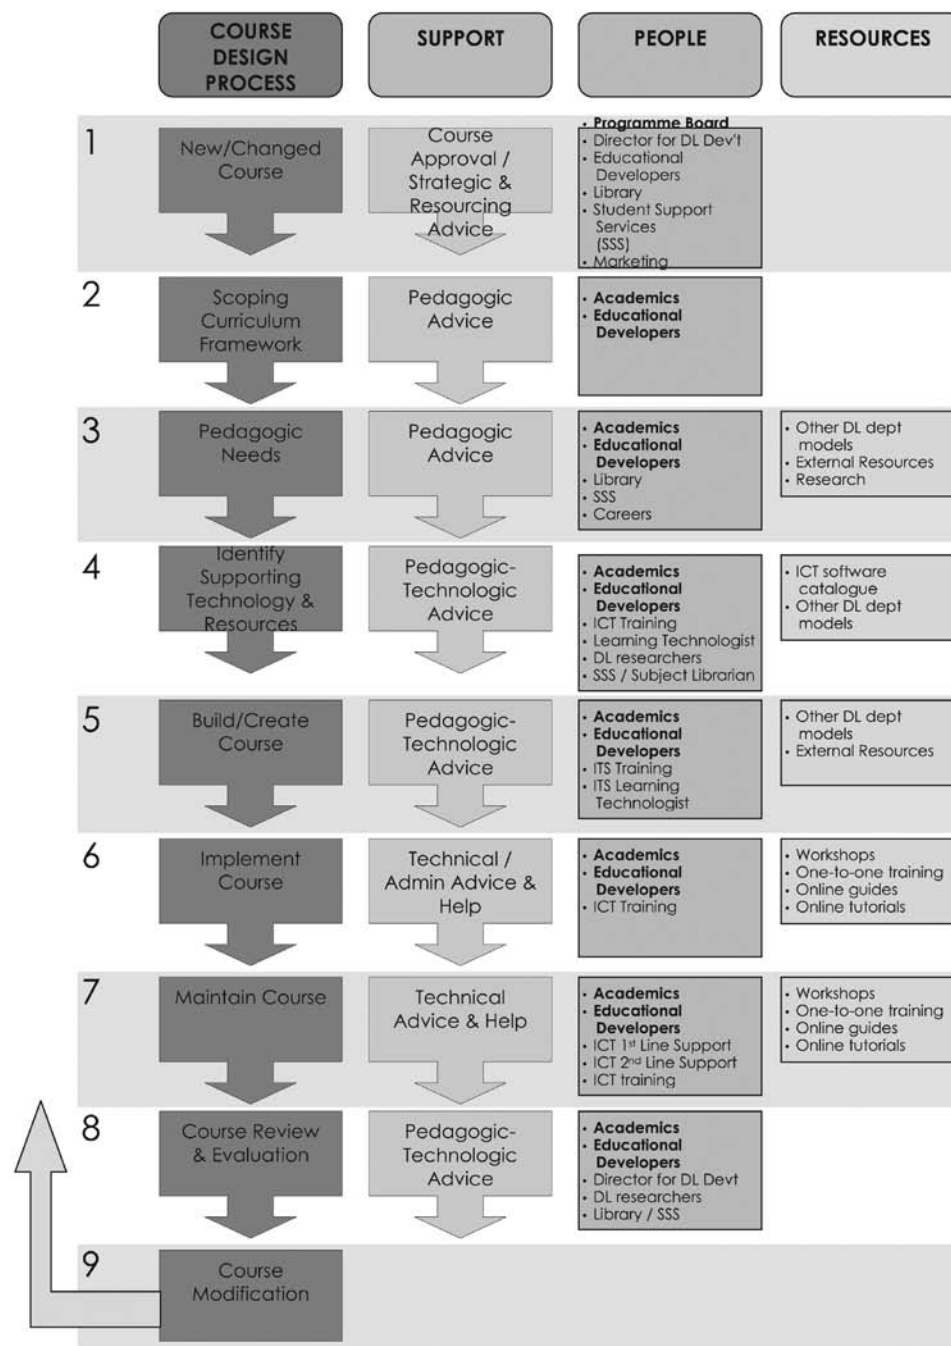 COURSE
DESIGN
PROCESS
SUPPORT
PEOPLE
RESOURCES
1
New/Changed
Course
Course
Approval /
Strategic &
Resourcing
Advice
• Programme Board
• Director for DL Dev't
• Educational
Developers
• Library
• Student Support
Services
(SSS)
• Marketing
2
Scoping
Curriculum
Framework
Pedagogic
Advice
• Academics
• Educational
Developers
3
Pedagogic
Needs
Pedagogic
Advice
• Academics
• Educational
Developers
• Library
• SSS
• Careers
• Other DL dept
models
• External Resources
• Research
4
Identify
Supporting
Technology &
Resources
Pedagogic-
Technologic
Advice
• Academics
• Educational
Developers
• ICT Training
• Learning Technologist
• DL researchers
• SSS / Subject Librarian
• ICT software
catalogue
• Other DL dept
models
5
Build/Create
Course
Pedagogic-
Technologic
Advice
• Academics
• Educational
Developers
• ITS Training
• ITS Learning
Technologist
• Other DL dept
models
• External Resources
6
Implement
Course
Technical /
Admin Advice &
Help
• Academics
• Educational
Developers
• ICT Training
• Workshops
• One-to-one training
• Online guides
• Online tutorials
7
Maintain Course
Technical
Advice & Help
• Academics
• Educational
Developers
• ICT 1st Line Support
• ICT 2nd Line Support
• ICT training
• Workshops
• One-to-one training
• Online guides
• Online tutorials
8
Course Review
& Evaluation
Pedagogic-
Technologic
Advice
• Academics
• Educational
Developers
• Director for DL Devt
• DL researchers
• Library / SSS
9
Course
Modification